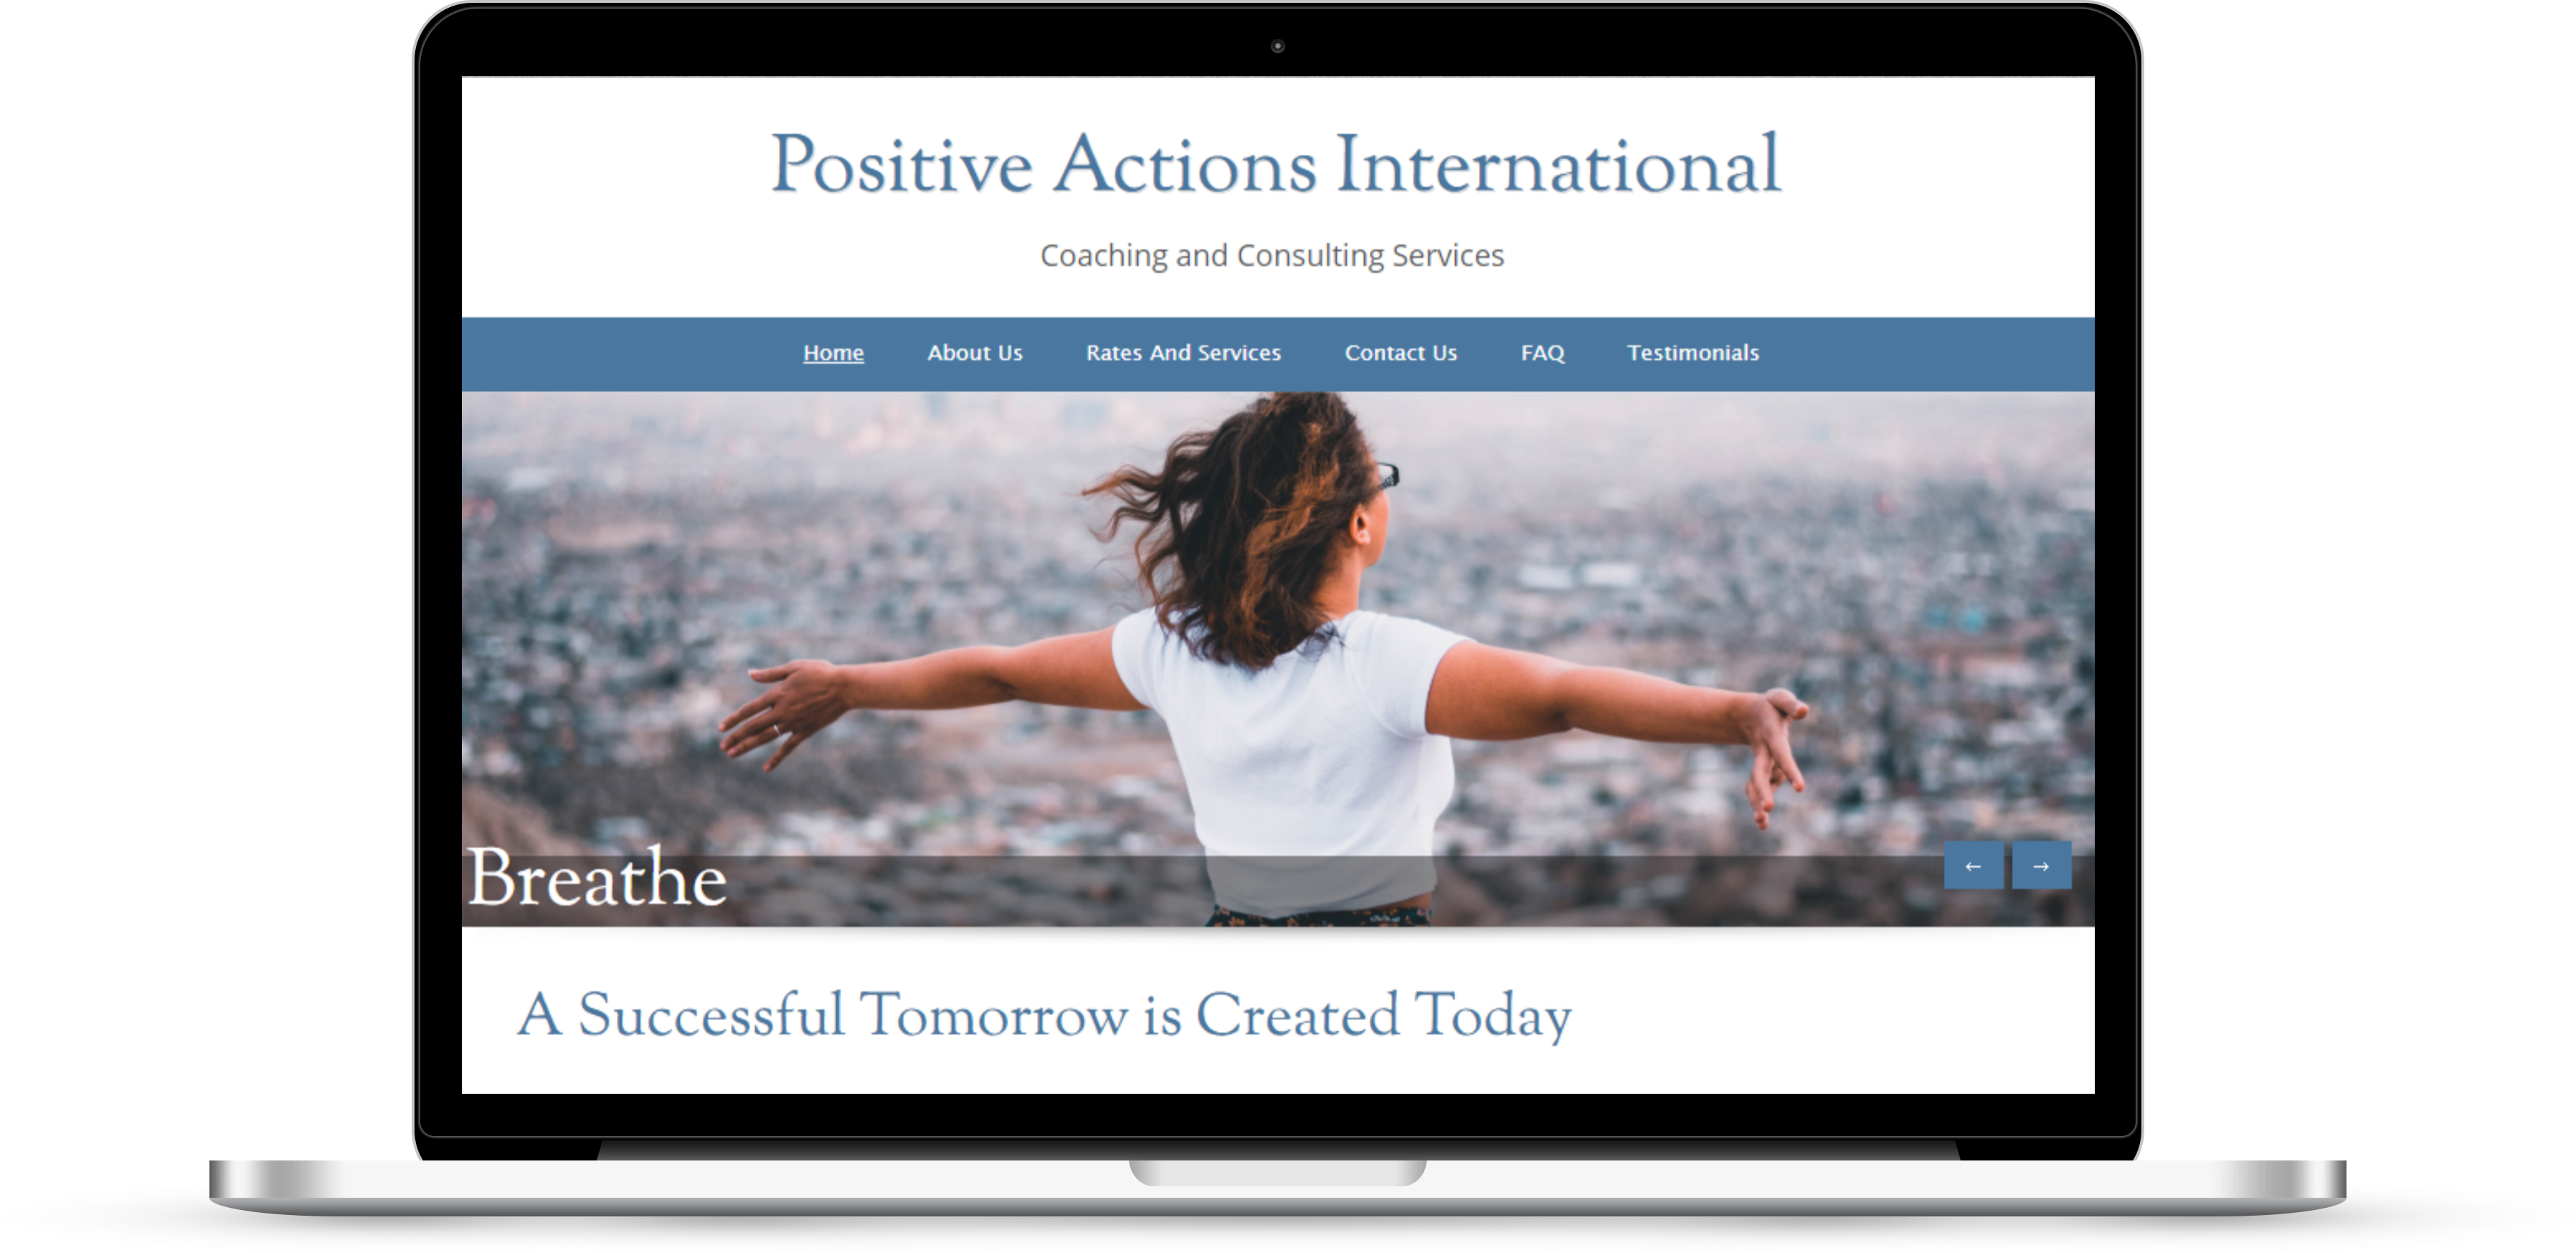 Positive Actions International
Coaching and Consulting Services
Home About Us Rates And Services Contact Us FAQ Testimonials
Breathe
← →
A Successful Tomorrow is Created Today